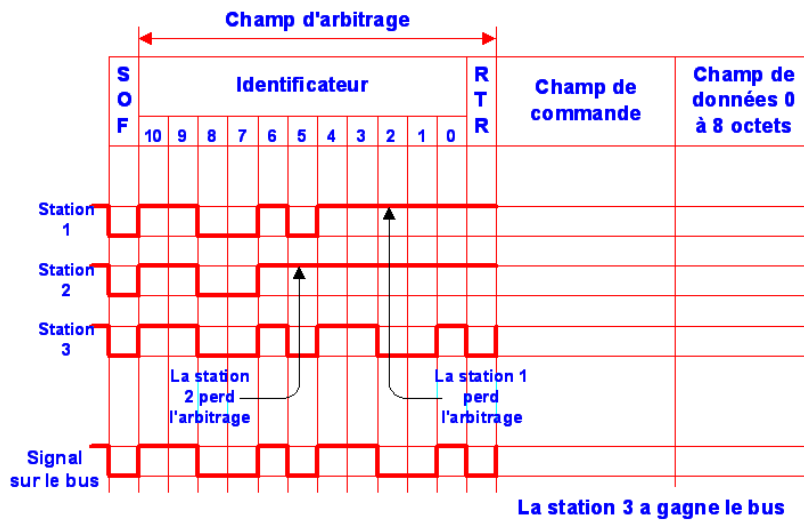 Champ d'arbitrage
S
O
F
Identificateur
R
T
R
Champ de
commande
Champ de
données 0
à 8 octets
10 9 8 7 6 5 4 3 2 1 0
Station
1
Station
2
Station
3
La station
2 perd
l'arbitrage
La station 1
perd
l'arbitrage
Signal
sur le bus
La station 3 a gagne le bus